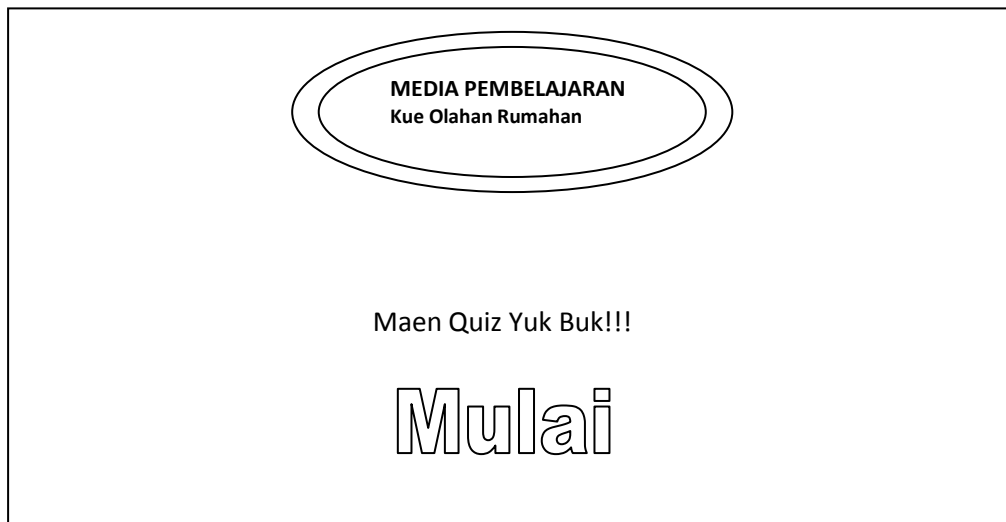 MEDIA PEMBELAJARAN
Kue Olahan Rumahan
Maen Quiz Yuk Buk!!!
Mulai